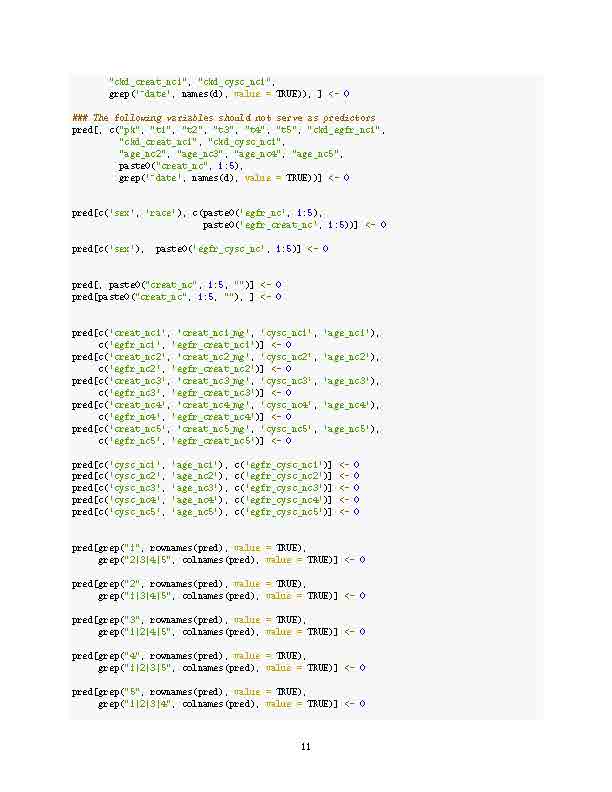 "ckd_creat_nc1", "ckd_cysc_nc1",
grep('^date', names(d), value = TRUE)), ] <- 0
### The following variables should not serve as predictors
pred[, c("pk", "t1", "t2", "t3", "t4", "t5", "ckd_egfr_nc1",
"ckd_creat_nc1", "ckd_cysc_nc1",
"age_nc2", "age_nc3", "age_nc4", "age_nc5",
paste0("creat_nc", 1:5),
grep('^date', names(d), value = TRUE))] <- 0
pred[c('sex', 'race'), c(paste0('egfr_nc', 1:5),
paste0('egfr_creat_nc', 1:5))] <- 0
pred[c('sex'),  paste0('egfr_cysc_nc', 1:5)] <- 0
pred[, paste0("creat_nc", 1:5, "")] <- 0
pred[paste0("creat_nc", 1:5, ""), ] <- 0
pred[c('creat_nc1', 'creat_nc1_mg', 'cysc_nc1', 'age_nc1'),
c('egfr_nc1', 'egfr_creat_nc1')] <- 0
pred[c('creat_nc2', 'creat_nc2_mg', 'cysc_nc2', 'age_nc2'),
c('egfr_nc2', 'egfr_creat_nc2')] <- 0
pred[c('creat_nc3', 'creat_nc3_mg', 'cysc_nc3', 'age_nc3'),
c('egfr_nc3', 'egfr_creat_nc3')] <- 0
pred[c('creat_nc4', 'creat_nc4_mg', 'cysc_nc4', 'age_nc4'),
c('egfr_nc4', 'egfr_creat_nc4')] <- 0
pred[c('creat_nc5', 'creat_nc5_mg', 'cysc_nc5', 'age_nc5'),
c('egfr_nc5', 'egfr_creat_nc5')] <- 0
pred[c('cysc_nc1', 'age_nc1'), c('egfr_cysc_nc1')] <- 0
pred[c('cysc_nc2', 'age_nc2'), c('egfr_cysc_nc2')] <- 0
pred[c('cysc_nc3', 'age_nc3'), c('egfr_cysc_nc3')] <- 0
pred[c('cysc_nc4', 'age_nc4'), c('egfr_cysc_nc4')] <- 0
pred[c('cysc_nc5', 'age_nc5'), c('egfr_cysc_nc5')] <- 0
pred[grep("1", rownames(pred), value = TRUE),
grep("2|3|4|5", colnames(pred), value = TRUE)] <- 0
pred[grep("2", rownames(pred), value = TRUE),
grep("1|3|4|5", colnames(pred), value = TRUE)] <- 0
pred[grep("3", rownames(pred), value = TRUE),
grep("1|2|4|5", colnames(pred), value = TRUE)] <- 0
pred[grep("4", rownames(pred), value = TRUE),
grep("1|2|3|5", colnames(pred), value = TRUE)] <- 0
pred[grep("5", rownames(pred), value = TRUE),
grep("1|2|3|4", colnames(pred), value = TRUE)] <- 0
11